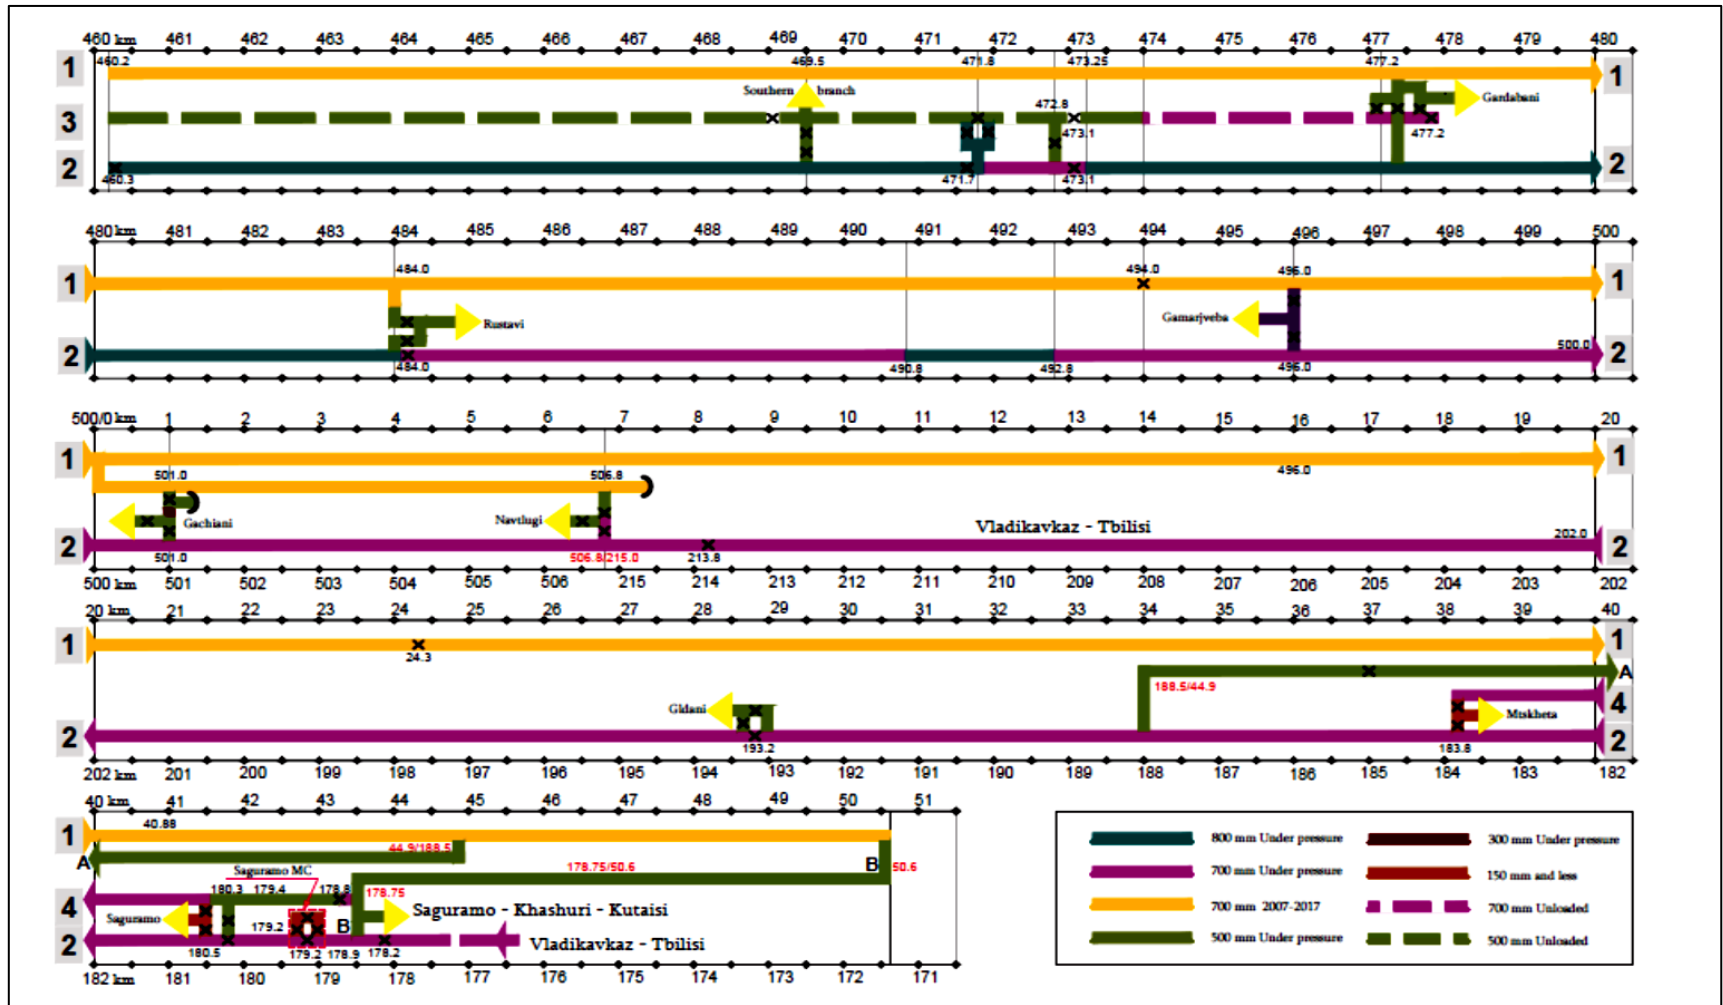 460 km 461 462 463 464 465 466 467 468 469 470 471 472 473 474 475 476 477 478 479 480
460.2 469.5 471.8 473.25 477.2
1 1
Southern branch Gardabani
472.8
3 473.1 477.2
2 2
460.3 471.7 473.1
480 km 481 482 483 484 485 486 487 488 489 490 491 492 493 494 495 496 497 498 499 500
484.0 494.0 496.0
1 1
Rustavi Gamarjveba
500.0
2 2
484.0 490.8 492.8 496.0
500/0 km 1 2 3 4 5 6 7 8 9 10 11 12 13 14 15 16 17 18 19 20
1 1
501.0 506.8 496.0
Gachiani Navtlugi Vladikavkaz - Tbilisi
202.0
2 2
501.0 506.8/215.0 213.8
500 km 501 502 503 504 505 506 215 214 213 212 211 210 209 208 207 206 205 204 203 202
20 km 21 22 23 24 25 26 27 28 29 30 31 32 33 34 35 36 37 38 39 40
1 1
24.3
A
188.5/44.9
4
Gldani Mtskheta
2 2
193.2 183.8
202 km 201 200 199 198 197 196 195 194 193 192 191 190 189 188 187 186 185 184 183 182
40 km 41 42 43 44 45 46 47 48 49 50 51
40.88
1
44.9/188.5
A B
Saguramo MC 178.75/50.6 50.6
180.3 179.4 178.8 178.75
4
Saguramo Saguramo - Khashuri - Kutaisi
179.2 B
2 Vladikavkaz - Tbilisi
180.5 179.2 178.9 178.2
182 km 181 180 179 178 177 176 175 174 173 172 171
800 mm Under pressure 300 mm Under pressure
700 mm Under pressure 150 mm and less
700 mm 2007-2017 700 mm Unloaded
500 mm Under pressure 500 mm Unloaded